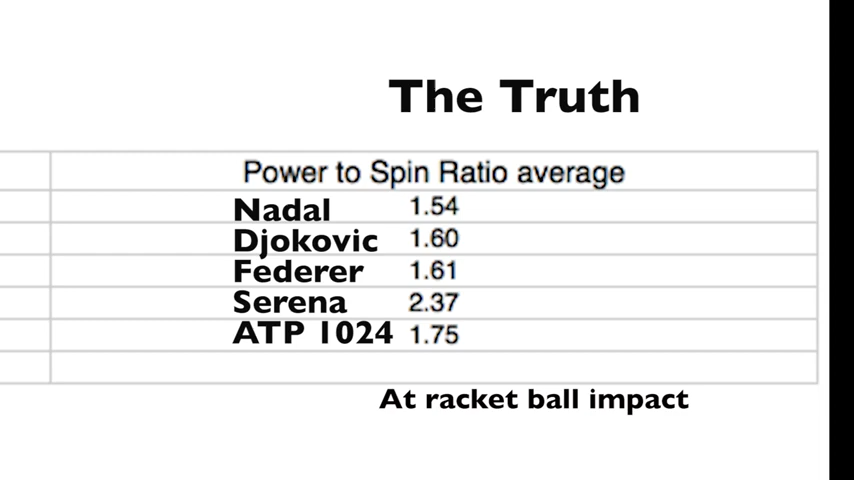 The Truth
Power to Spin Ratio average
Nadal 1.54
Djokovic 1.60
Federer 1.61
Serena 2.37
ATP 1024 1.75
At racket ball impact